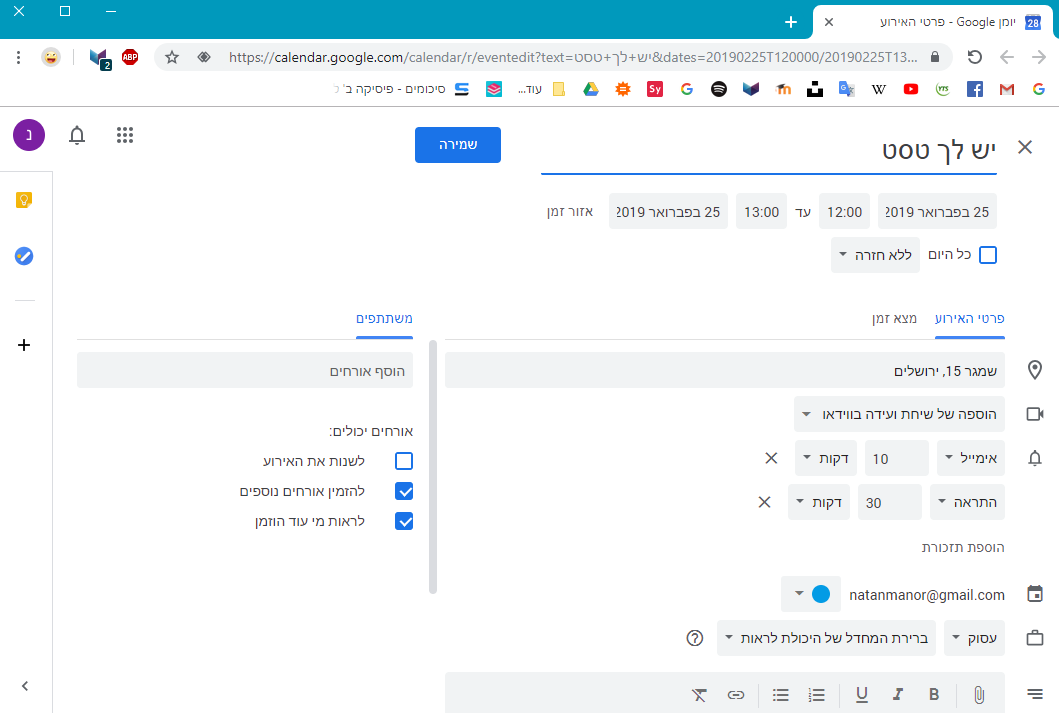 יומן Google - פרטי האירוע
https://calendar.google.com/calendar/r/eventedit?text=יש+לך+טסט&dates=20190225T120000/20190225T13...
ABP
2
סיכומים - פיסיקה ב'
עוד...
Sy
YTS
W
נ
שמירה
יש לך טסט
25 בפברואר 2019 12:00 עד 13:00 25 בפברואר 2019 אזור זמן
כל היום ללא חזרה
פרטי האירוע מצא זמן
משתתפים
שמגר 15, ירושלים
הוסף אורחים
הוספה של שיחת ועידה בווידאו
אורחים יכולים:
אימייל 10 דקות
לשנות את האירוע
להזמין אורחים נוספים
התראה 30 דקות
לראות מי עוד הוזמן
הוספת תזכורת
natanmanor@gmail.com
עסוק ברירת המחדל של היכולת לראות
B I U